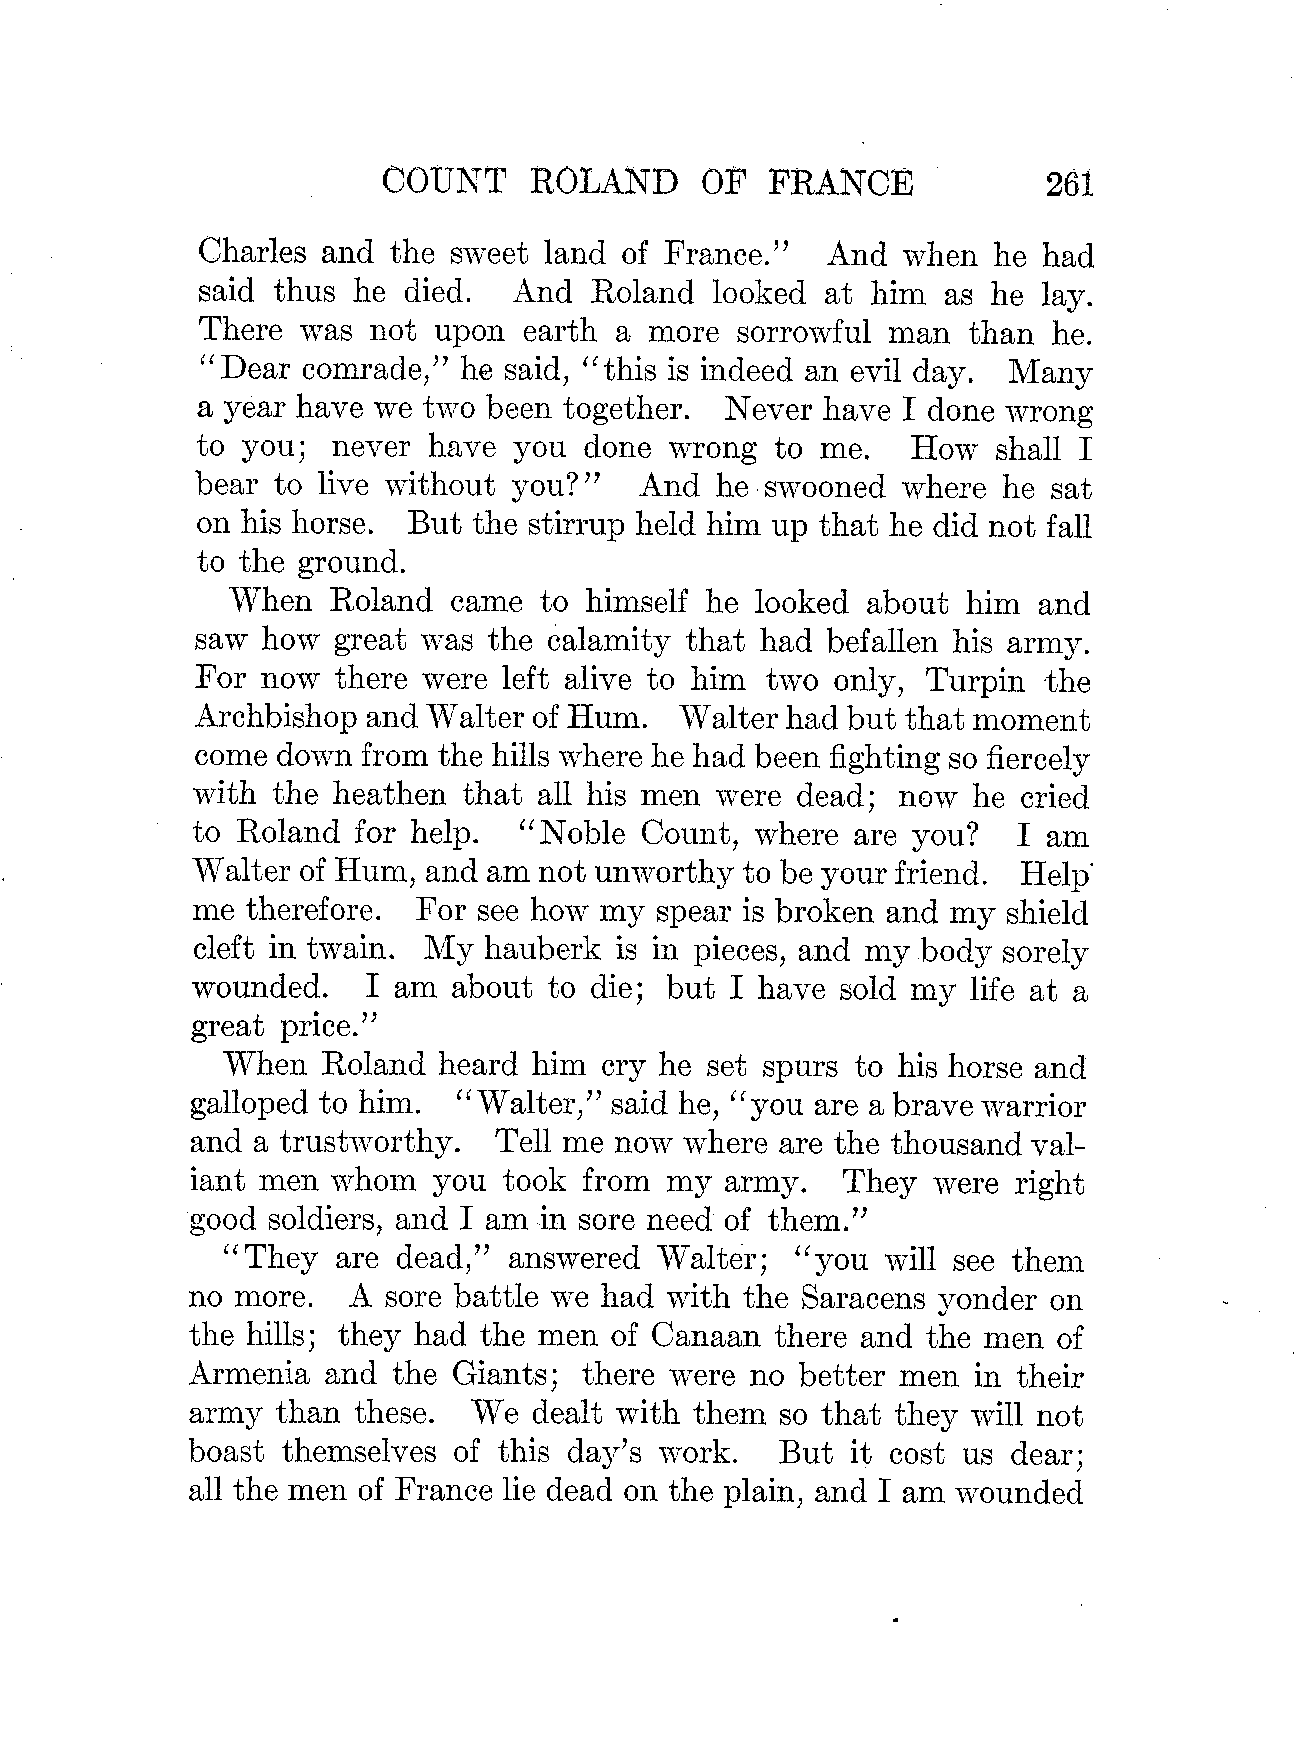 COUNT ROLAND OF FRANCE 261
Charles and the sweet land of France." And when he had
said thus he died. And Roland looked at him as he lay.
There was not upon earth a more sorrowful man than he.
"Dear comrade," he said, "this is indeed an evil day. Many
a year have we two been together. Never have I done wrong
to you; never have you done wrong to me. How shall I
bear to live without you?" And he swooned where he sat
on his horse. But the stirrup held him up that he did not fall
to the ground.
When Roland came to himself he looked about him and
saw how great was the calamity that had befallen his army.
For now there were left alive to him two only, Turpin the
Archbishop and Walter of Hum. Walter had but that moment
come down from the hills where he had been fighting so fiercely
with the heathen that all his men were dead; now he cried
to Roland for help. "Noble Count, where are you? I am
Walter of Hum, and am not unworthy to be your friend. Help
me therefore. For see how my spear is broken and my shield
cleft in twain. My hauberk is in pieces, and my body sorely
wounded. I am about to die; but I have sold my life at a
great price."
When Roland heard him cry he set spurs to his horse and
galloped to him. "Walter," said he, "you are a brave warrior
and a trustworthy. Tell me now where are the thousand val-
iant men whom you took from my army. They were right
good soldiers, and I am in sore need of them."
"They are dead," answered Walter; "you will see them
no more. A sore battle we had with the Saracens yonder on
the hills; they had the men of Canaan there and the men of
Armenia and the Giants; there were no better men in their
army than these. We dealt with them so that they will not
boast themselves of this day's work. But it cost us dear;
all the men of France lie dead on the plain, and I am wounded